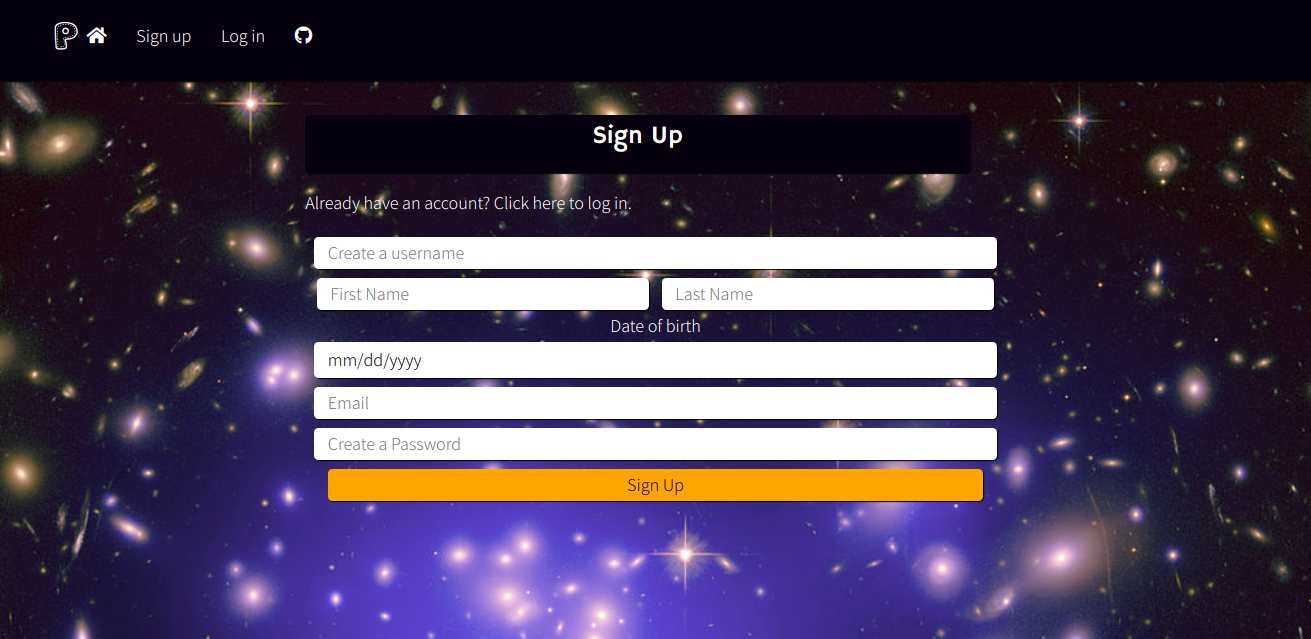 P Sign up Log in
Sign Up
Already have an account? Click here to log in.
Create a username
First Name Last Name
Date of birth
mm/dd/yyyy
Email
Create a Password
Sign Up